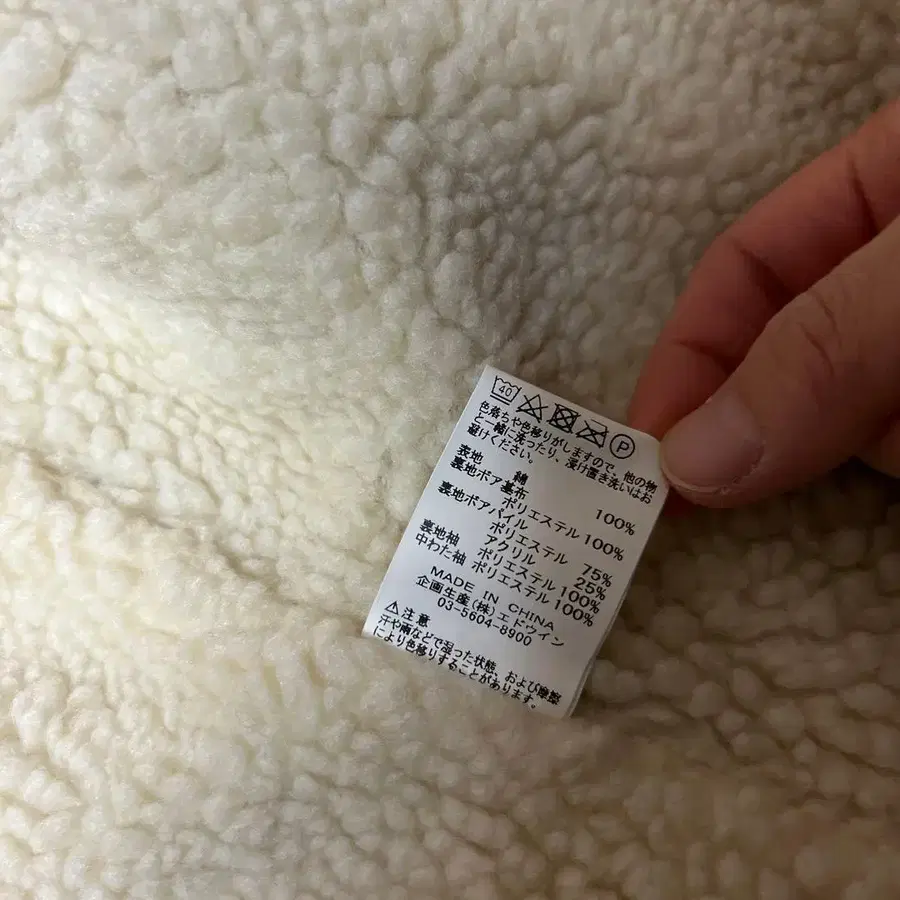 40
P
色落ちや色移りがしますので、他の物
と一緒に洗ったり、浸け置き洗いはお
避けください。
表地 綿 100%
裏地ボア基布
ポリエステル 100%
裏地ボアパイル
ポリエステル 75%
アクリル 25%
裏地袖 ポリエステル 100%
中わた袖 ポリエステル 100%
MADE IN CHINA
企画生産(株)エドウイン
03-5604-8900
⚠注意
汗や雨などで湿った状態、および摩擦
により色移りすることがあります。